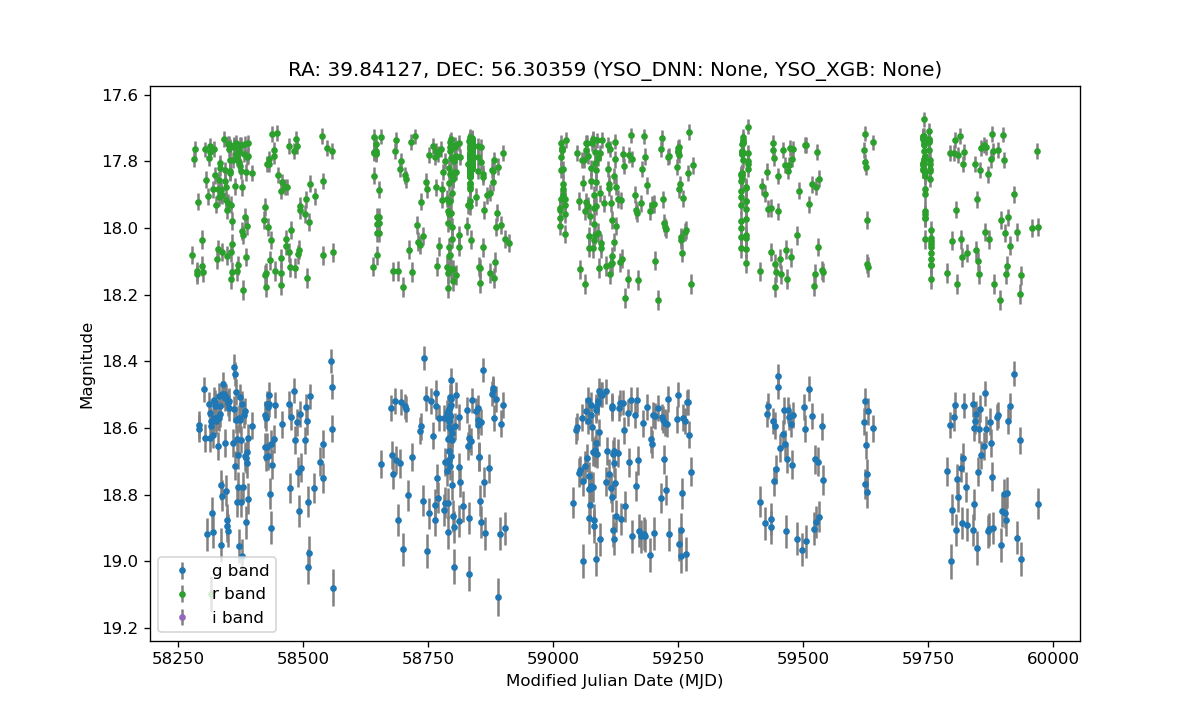 RA: 39.84127, DEC: 56.30359 (YSO_DNN: None, YSO_XGB: None)
17.6
17.8
18.0
18.2
18.4
18.6
18.8
19.0
19.2
Magnitude
g band
r band
i band
58250
58500
58750
59000
59250
59500
59750
60000
Modified Julian Date (MJD)